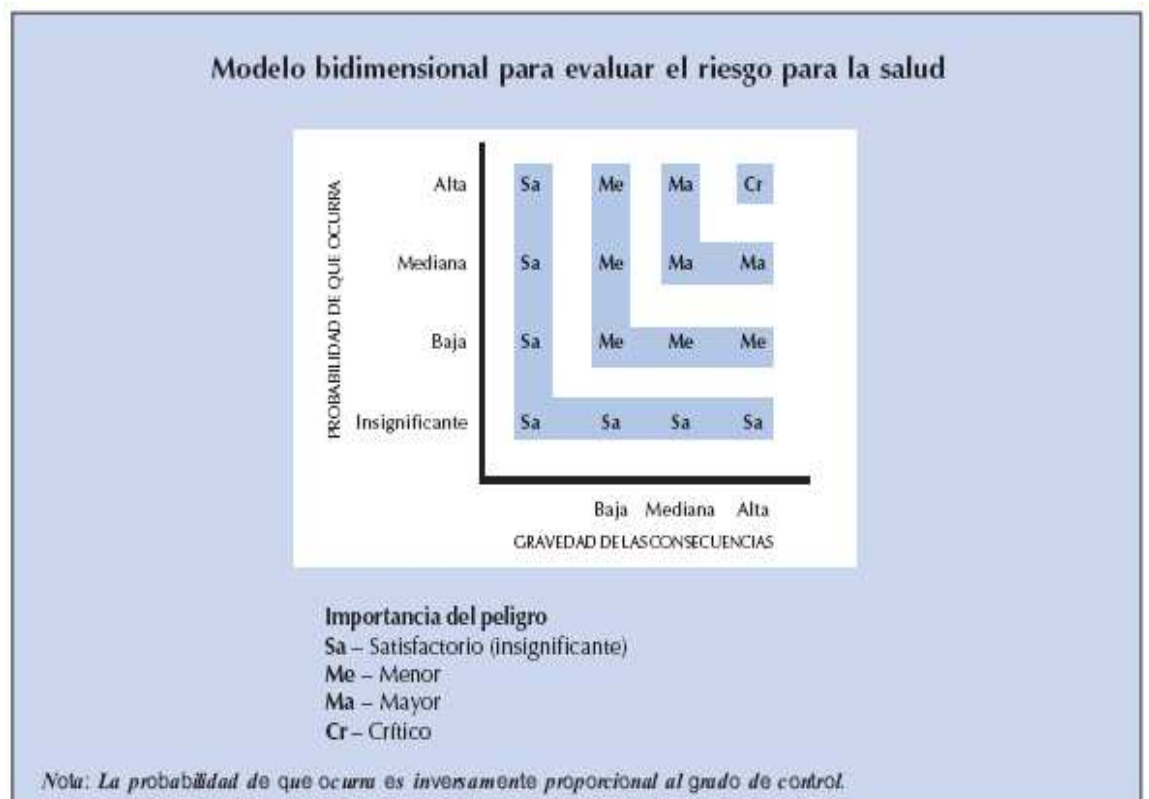 Modelo bidimensional para evaluar el riesgo para la salud
PROBABILIDAD DE QUE OCURRA
Alta Sa Me Ma Cr
Mediana Sa Me Ma Ma
Baja Sa Me Me Me
Insignificante Sa Sa Sa Sa
Baja Mediana Alta
GRAVEDAD DE LAS CONSECUENCIAS
Importancia del peligro
Sa – Satisfactorio (insignificante)
Me – Menor
Ma – Mayor
Cr – Crítico
Nota: La probabilidad de que ocurra es inversamente proporcional al grado de control.